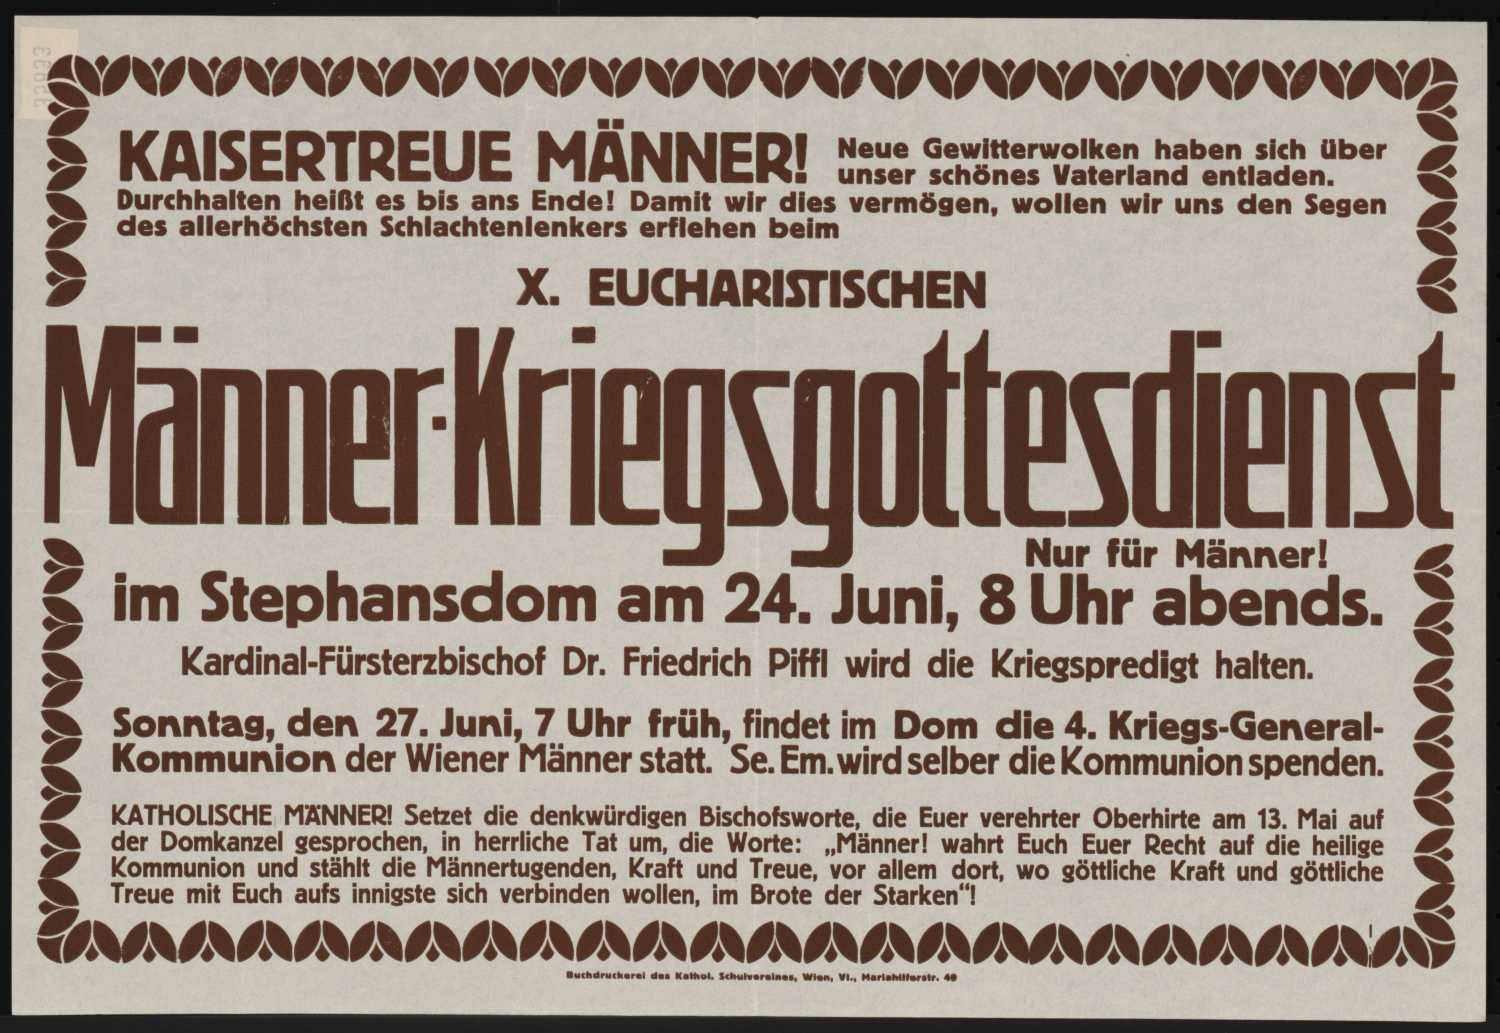 33633
KAISERTREUE MÄNNER! Neue Gewitterwolken haben sich über
unser schönes Vaterland entladen.
Durchhalten heißt es bis ans Ende! Damit wir dies vermögen, wollen wir uns den Segen
des allerhöchsten Schlachtenlenkers erflehen beim
X. EUCHARISTISCHEN
Männer-Kriegsgottesdienst
Nur für Männer!
im Stephansdom am 24. Juni, 8 Uhr abends.
Kardinal-Fürsterzbischof Dr. Friedrich Piffl wird die Kriegspredigt halten.
Sonntag, den 27. Juni, 7 Uhr früh, findet im Dom die 4. Kriegs-General-
Kommunion der Wiener Männer statt. Se. Em. wird selber die Kommunion spenden.
KATHOLISCHE MÄNNER! Setzet die denkwürdigen Bischofsworte, die Euer verehrter Oberhirte am 13. Mai auf
der Domkanzel gesprochen, in herrliche Tat um, die Worte: „Männer! wahrt Euch Euer Recht auf die heilige
Kommunion und stählt die Männertugenden, Kraft und Treue, vor allem dort, wo göttliche Kraft und göttliche
Treue mit Euch aufs innigste sich verbinden wollen, im Brote der Starken“!
Buchdruckerei des Kathol. Schulvereines, Wien, VI., Mariahilferstr. 49